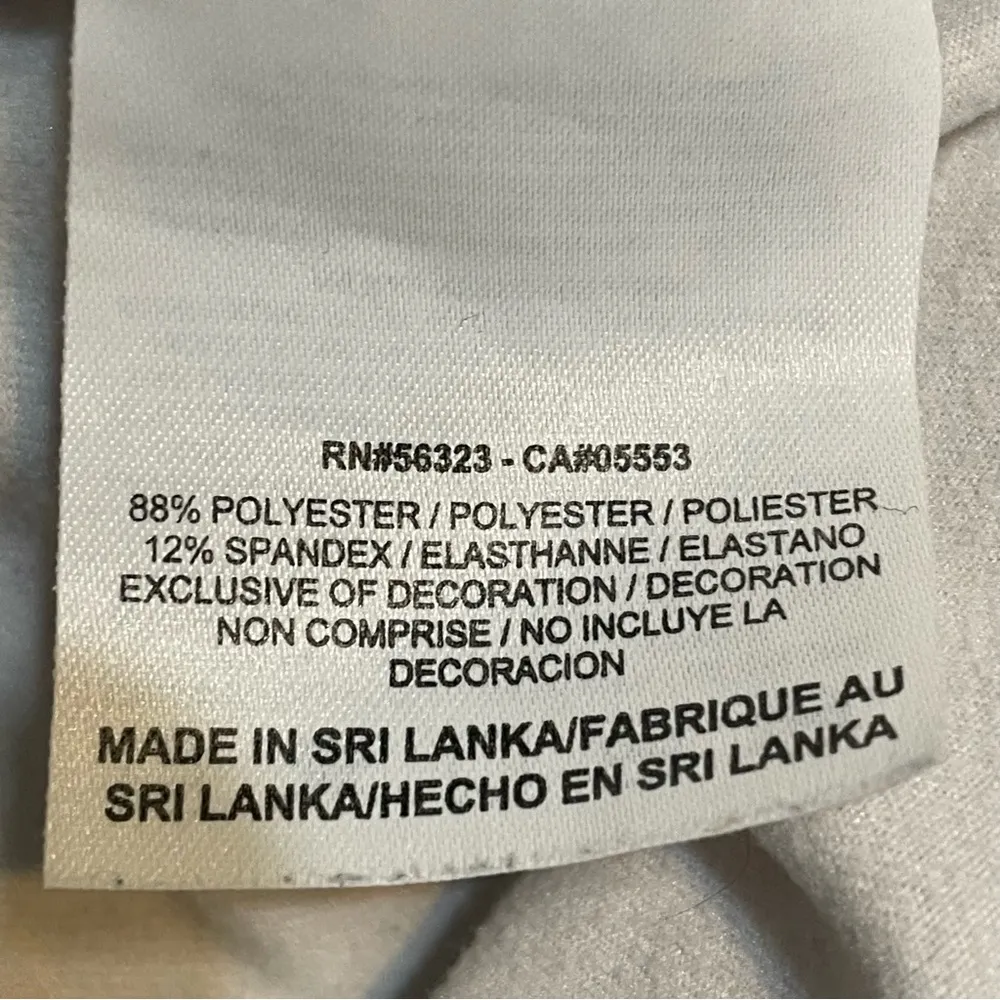 RN#56323 - CA#05553
88% POLYESTER / POLYESTER / POLIESTER
12% SPANDEX / ELASTHANNE / ELASTANO
EXCLUSIVE OF DECORATION / DECORATION
NON COMPRISE / NO INCLUYE LA
DECORACION
MADE IN SRI LANKA/FABRIQUE AU
SRI LANKA/HECHO EN SRI LANKA